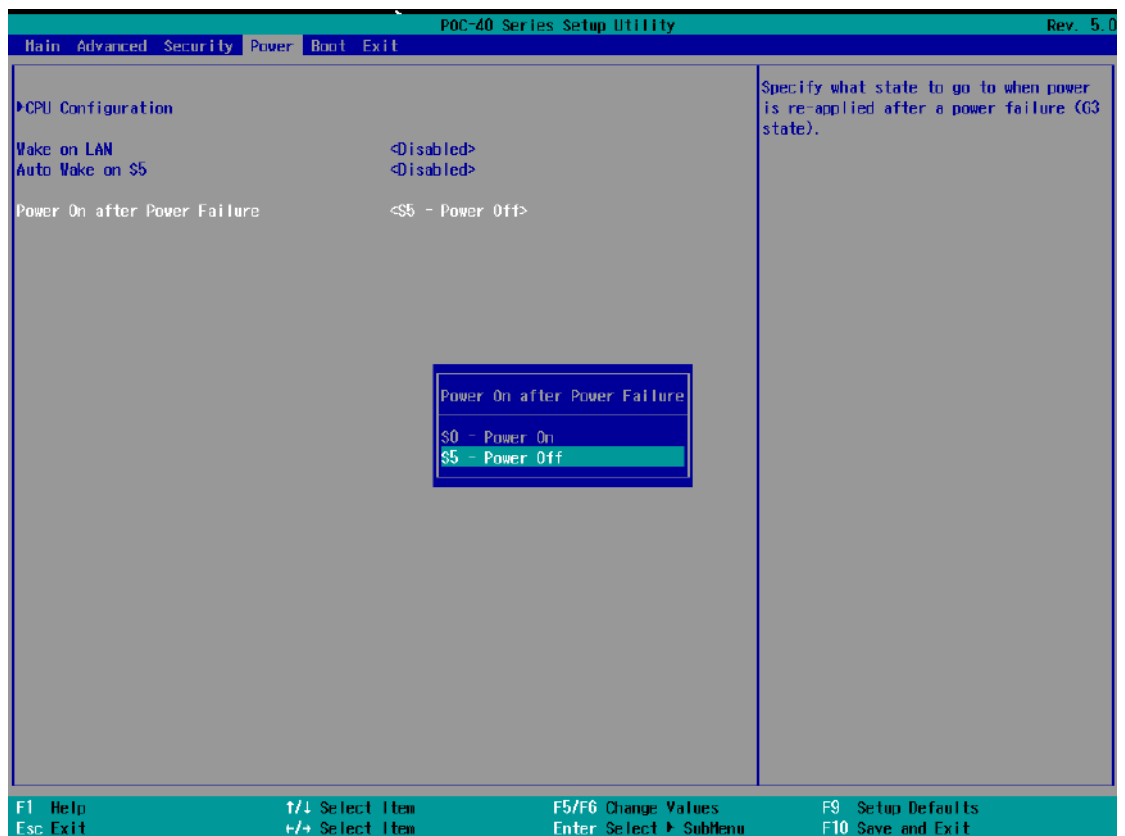 POC-40 Series Setup Utility Rev. 5.0
Main Advanced Security Power Boot Exit
▶CPU Configuration
Wake on LAN <Disabled>
Auto Wake on S5 <Disabled>
Power On after Power Failure <S5 - Power Off>
Specify what state to go to when power
is re-applied after a power failure (G3
state).
Power On after Power Failure
S0 - Power On
S5 - Power Off
F1 Help ↑/↓ Select Item F5/F6 Change Values F9 Setup Defaults
Esc Exit ←/→ Select Item Enter Select ▶ SubMenu F10 Save and Exit